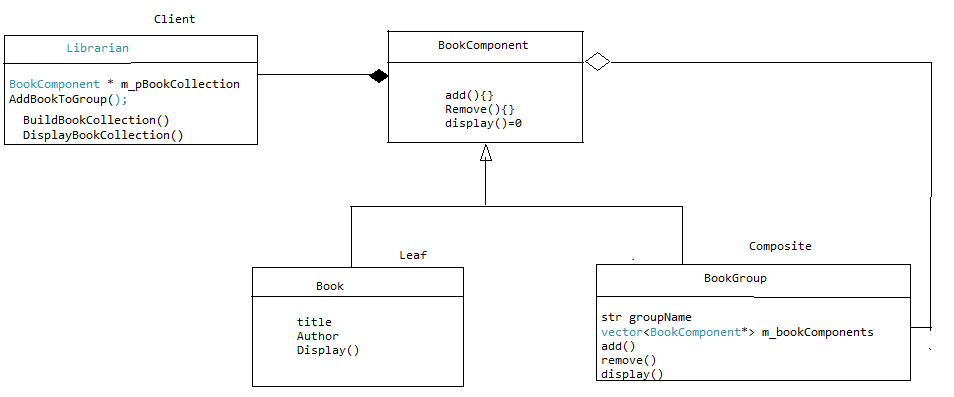 Client
Librarian
BookComponent * m_pBookCollection
AddBookToGroup();
BuildBookCollection()
DisplayBookCollection()
BookComponent
add(){}
Remove(){}
display()=0
Leaf
Book
title
Author
Display()
Composite
BookGroup
str groupName
vector<BookComponent*> m_bookComponents
add()
remove()
display()